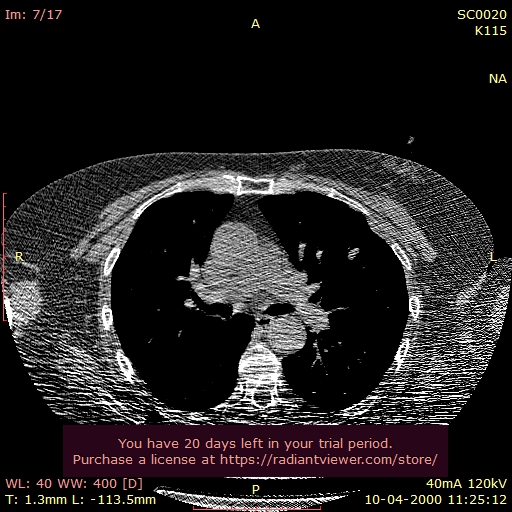 Im: 7/17
SC0020
K115
A
NA
R
L
You have 20 days left in your trial period.
Purchase a license at https://radiantviewer.com/store/
WL: 40 WW: 400 [D]
T: 1.3mm L: -113.5mm
P
40mA 120kV
10-04-2000 11:25:12